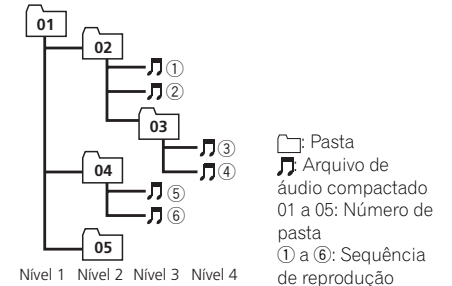 01
02
①
②
03
③
④
04
⑤
⑥
05
Nível 1 Nível 2 Nível 3 Nível 4
: Pasta
: Arquivo de
áudio compactado
01 a 05: Número de
pasta
① a ⑥: Sequência
de reprodução